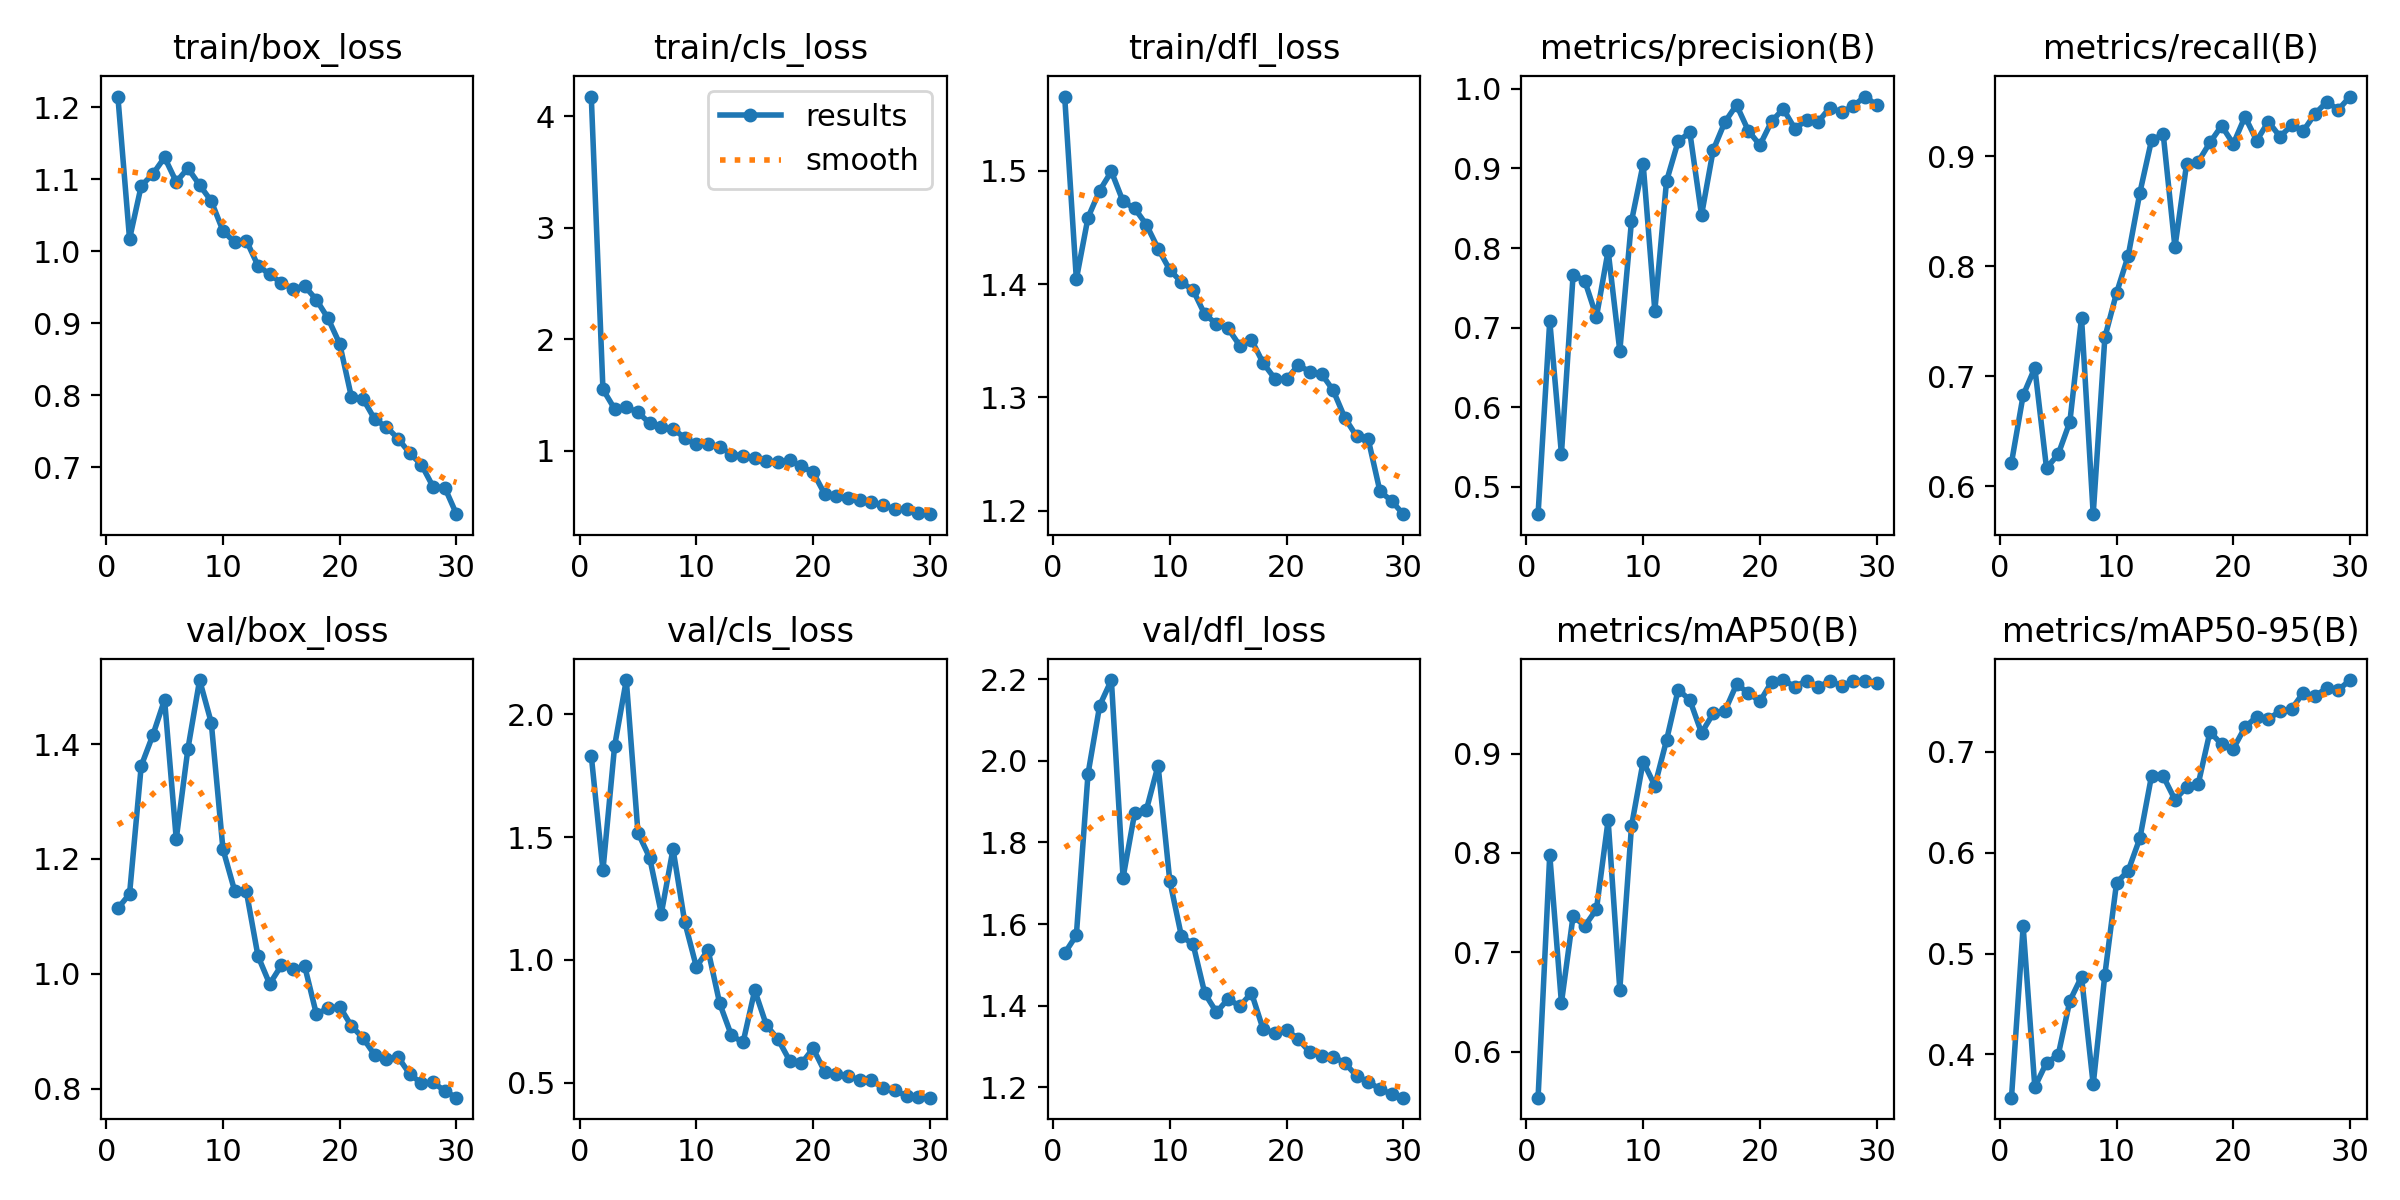 train/box_loss
1.2
1.1
1.0
0.9
0.8
0.7
0 10 20 30
train/cls_loss
results
smooth
4
3
2
1
0 10 20 30
train/dfl_loss
1.5
1.4
1.3
1.2
0 10 20 30
metrics/precision(B)
1.0
0.9
0.8
0.7
0.6
0.5
0 10 20 30
metrics/recall(B)
0.9
0.8
0.7
0.6
0 10 20 30
val/box_loss
1.4
1.2
1.0
0.8
0 10 20 30
val/cls_loss
2.0
1.5
1.0
0.5
0 10 20 30
val/dfl_loss
2.2
2.0
1.8
1.6
1.4
1.2
0 10 20 30
metrics/mAP50(B)
0.9
0.8
0.7
0.6
0 10 20 30
metrics/mAP50-95(B)
0.7
0.6
0.5
0.4
0 10 20 30